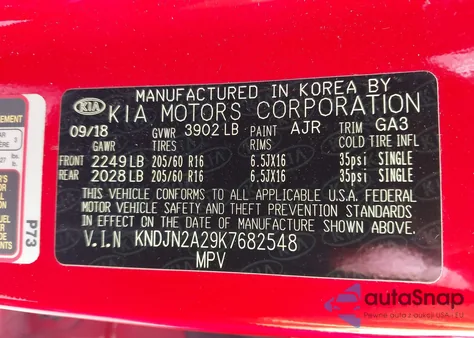 MANUFACTURED IN KOREA BY
KIA KIA MOTORS CORPORATION
09/18 GVWR 3902 LB PAINT AJR TRIM GA3
GAWR TIRES RIMS COLD TIRE INFL
FRONT 2249 LB 205/60 R16 6.5JX16 35psi SINGLE
REAR 2028 LB 205/60 R16 6.5JX16 35psi SINGLE
THIS VEHICLE CONFORMS TO ALL APPLICABLE U.S.A. FEDERAL
MOTOR VEHICLE SAFETY AND THEFT PREVENTION STANDARDS
IN EFFECT ON THE DATE OF MANUFACTURE SHOWN ABOVE.
V.I.N KNDJN2A29K7682548
MPV
P73
autoSnap